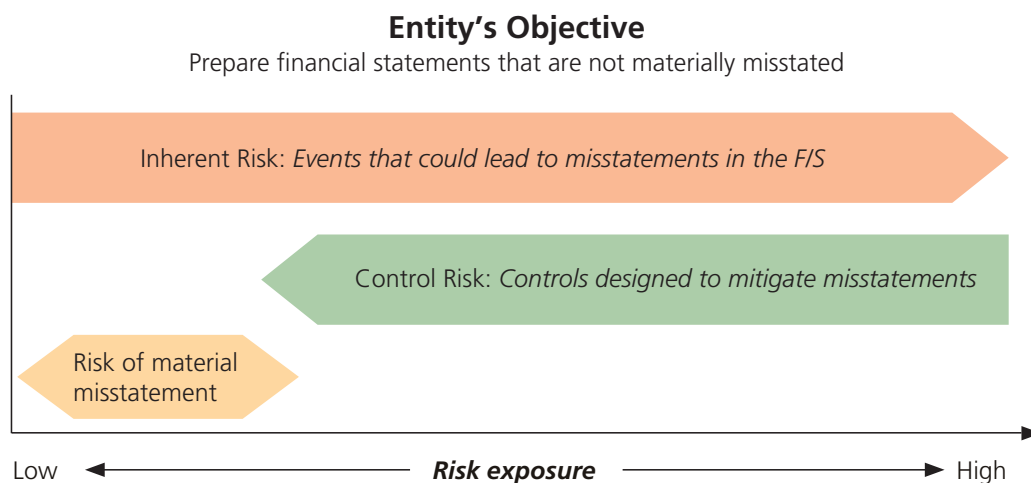 Entity's Objective
Prepare financial statements that are not materially misstated
Inherent Risk: Events that could lead to misstatements in the F/S
Control Risk: Controls designed to mitigate misstatements
Risk of material
misstatement
Low
Risk exposure
High